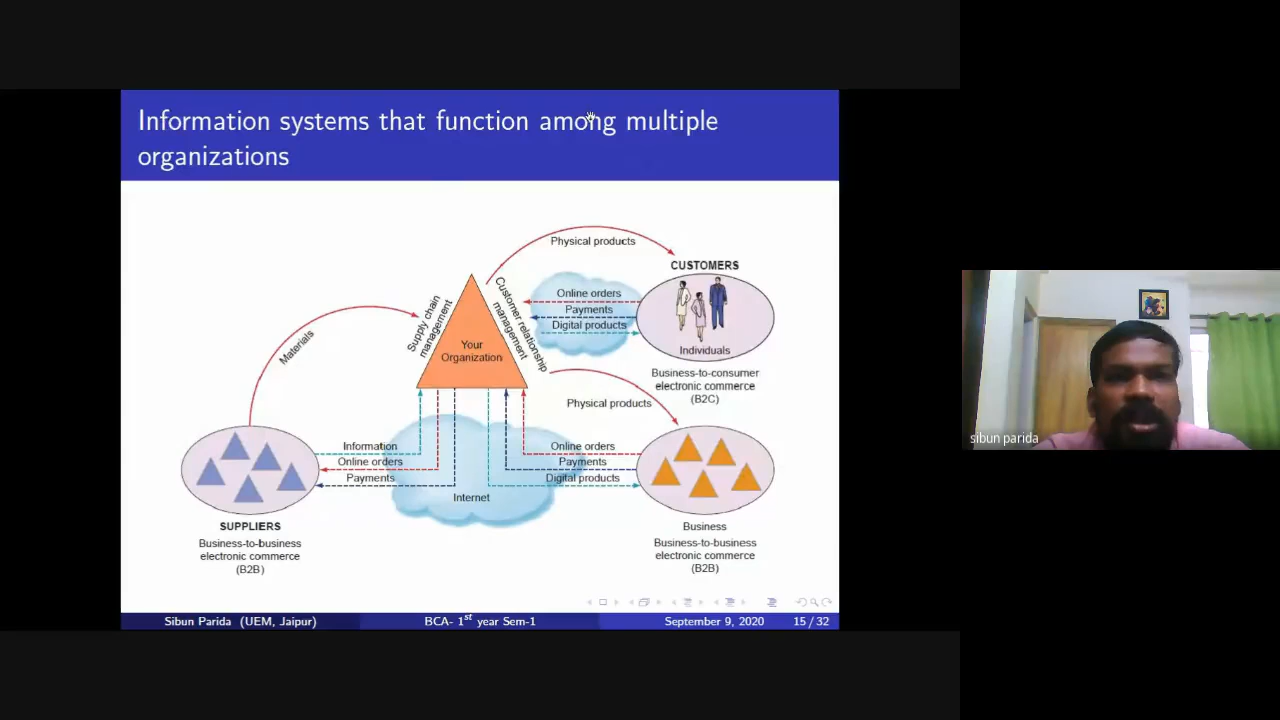 Information systems that function among multiple
organizations
Physical products
CUSTOMERS
Online orders
Payments
Digital products
Individuals
Business-to-consumer
electronic commerce
(B2C)
Supply chain
management
Customer relationship
management
Your
Organization
Materials
Physical products
Information
Online orders
Payments
Internet
Online orders
Payments
Digital products
SUPPLIERS
Business-to-business
electronic commerce
(B2B)
Business
Business-to-business
electronic commerce
(B2B)
Sibun Parida (UEM, Jaipur)
BCA- 1st year Sem-1
September 9, 2020
15 / 32
sibun parida